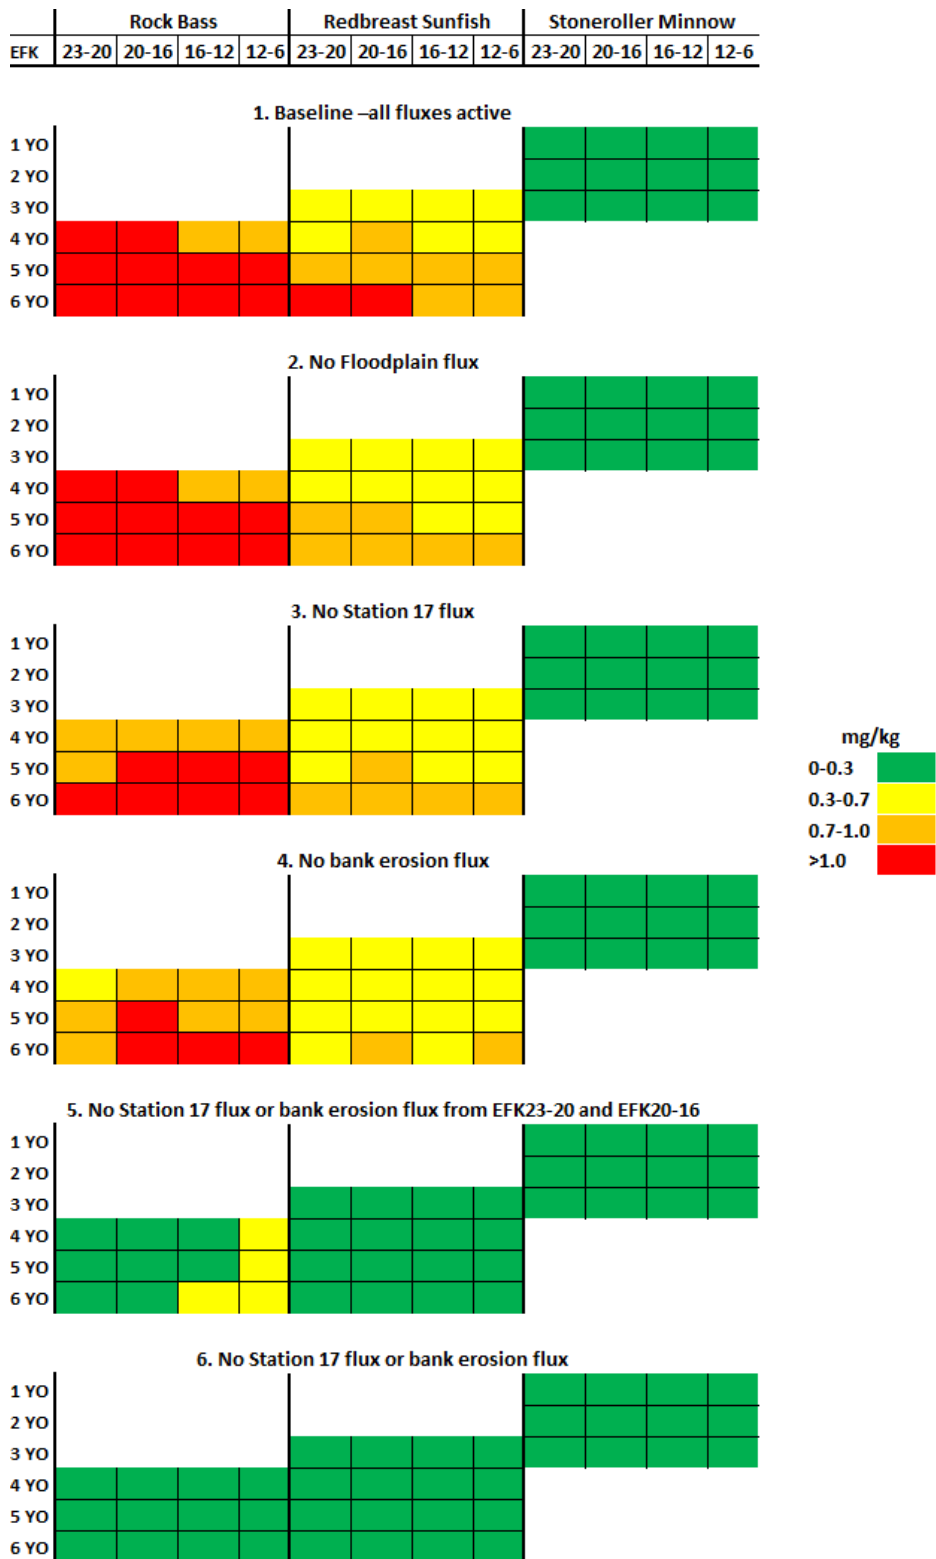 Rock Bass Redbreast Sunfish Stoneroller Minnow
EFK 23-20 20-16 16-12 12-6 23-20 20-16 16-12 12-6 23-20 20-16 16-12 12-6
1. Baseline –all fluxes active
1 YO
2 YO
3 YO
4 YO
5 YO
6 YO
2. No Floodplain flux
1 YO
2 YO
3 YO
4 YO
5 YO
6 YO
3. No Station 17 flux
1 YO
2 YO
3 YO
4 YO
5 YO
6 YO
mg/kg
0-0.3
0.3-0.7
0.7-1.0
>1.0
4. No bank erosion flux
1 YO
2 YO
3 YO
4 YO
5 YO
6 YO
5. No Station 17 flux or bank erosion flux from EFK23-20 and EFK20-16
1 YO
2 YO
3 YO
4 YO
5 YO
6 YO
6. No Station 17 flux or bank erosion flux
1 YO
2 YO
3 YO
4 YO
5 YO
6 YO